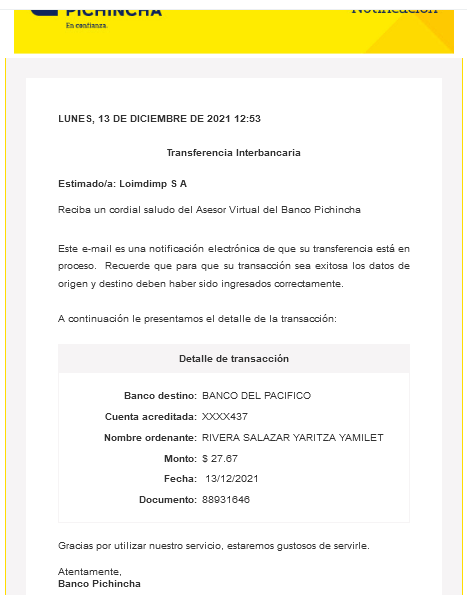 PICHINCHA
En confianza.
Notificación
LUNES, 13 DE DICIEMBRE DE 2021 12:53
Transferencia Interbancaria
Estimado/a: Loimdimp S A
Reciba un cordial saludo del Asesor Virtual del Banco Pichincha
Este e-mail es una notificación electrónica de que su transferencia está en
proceso. Recuerde que para que su transacción sea exitosa los datos de
origen y destino deben haber sido ingresados correctamente.
A continuación le presentamos el detalle de la transacción:
Detalle de transacción
Banco destino: BANCO DEL PACIFICO
Cuenta acreditada: XXXX437
Nombre ordenante: RIVERA SALAZAR YARITZA YAMILET
Monto: $ 27.67
Fecha: 13/12/2021
Documento: 88931646
Gracias por utilizar nuestro servicio, estaremos gustosos de servirle.
Atentamente,
Banco Pichincha